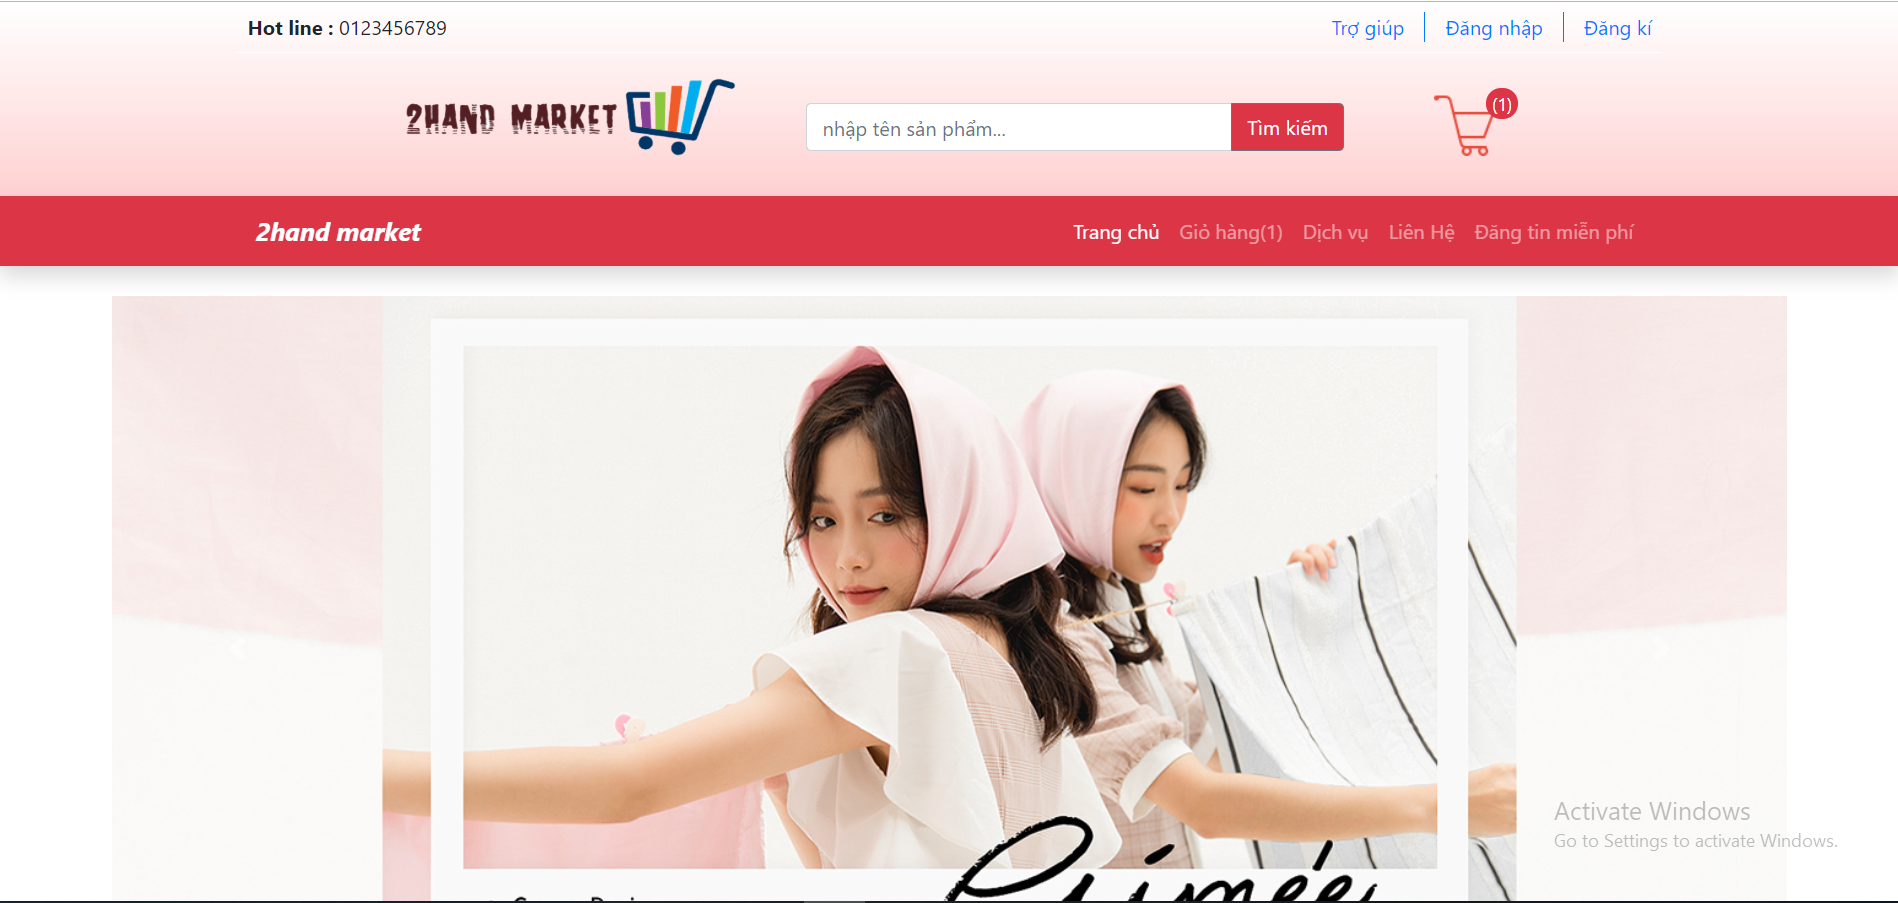 Hot line : 0123456789
Trợ giúp
Đăng nhập
Đăng kí
2HAND MARKET
nhập tên sản phẩm...
Tìm kiếm
(1)
2hand market
Trang chủ
Giỏ hàng(1)
Dịch vụ
Liên Hệ
Đăng tin miễn phí
Activate Windows
Go to Settings to activate Windows.